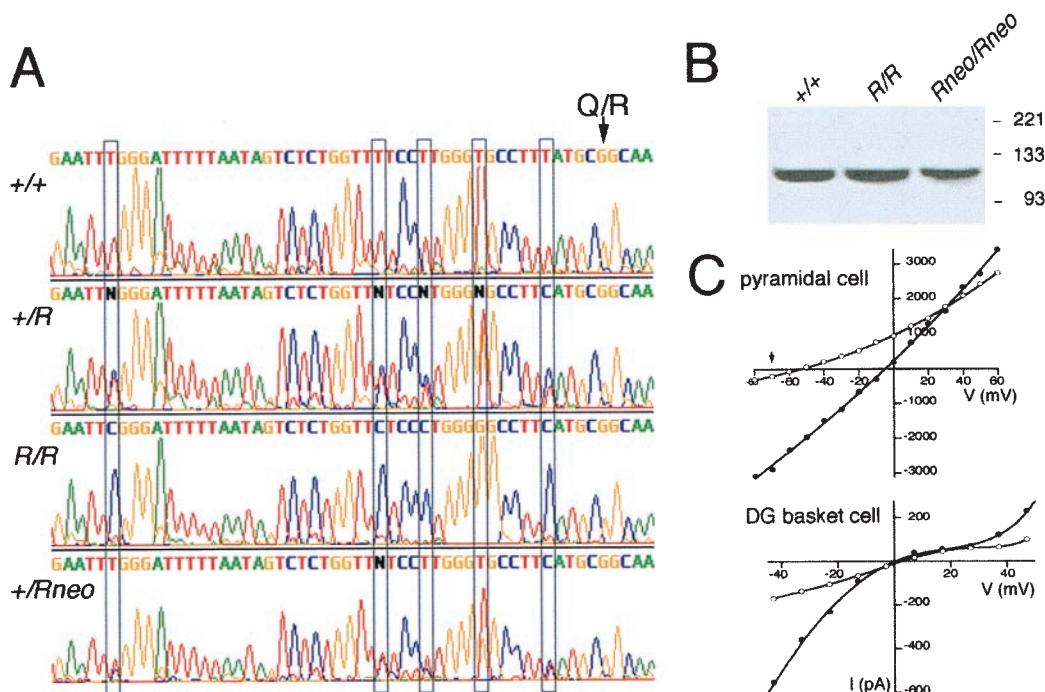 A
Q/R
GAATTTGGGATTTTTAATAGTCTCTGGTTTTCCTTGGGTGCCTTTATGCGGCAA
+/+
GAATTNGGGATTTTTAATAGTCTCTGGTTNTCCNTGGGNGCCTTCATGCGGCAA
+/R
GAATTCGGGATTTTTAATAGTCTCTGGTTCTCCCTGGGGGCCTTCATGCGGCAA
R/R
GAATTTGGGATTTTTAATAGTCTCTGGTTNTCCTTGGGTGCCTTCATGCGGCAA
+/Rneo
B
+/+ R/R Rneo/Rneo
- 221
- 133
- 93
C
pyramidal cell
3000
2000
1000
-80 -60 -40 -20 20 40 60
V (mV)
-1000
-2000
-3000
DG basket cell
200
-40 -20 20 40
V (mV)
-200
-400
-600
I (pA)